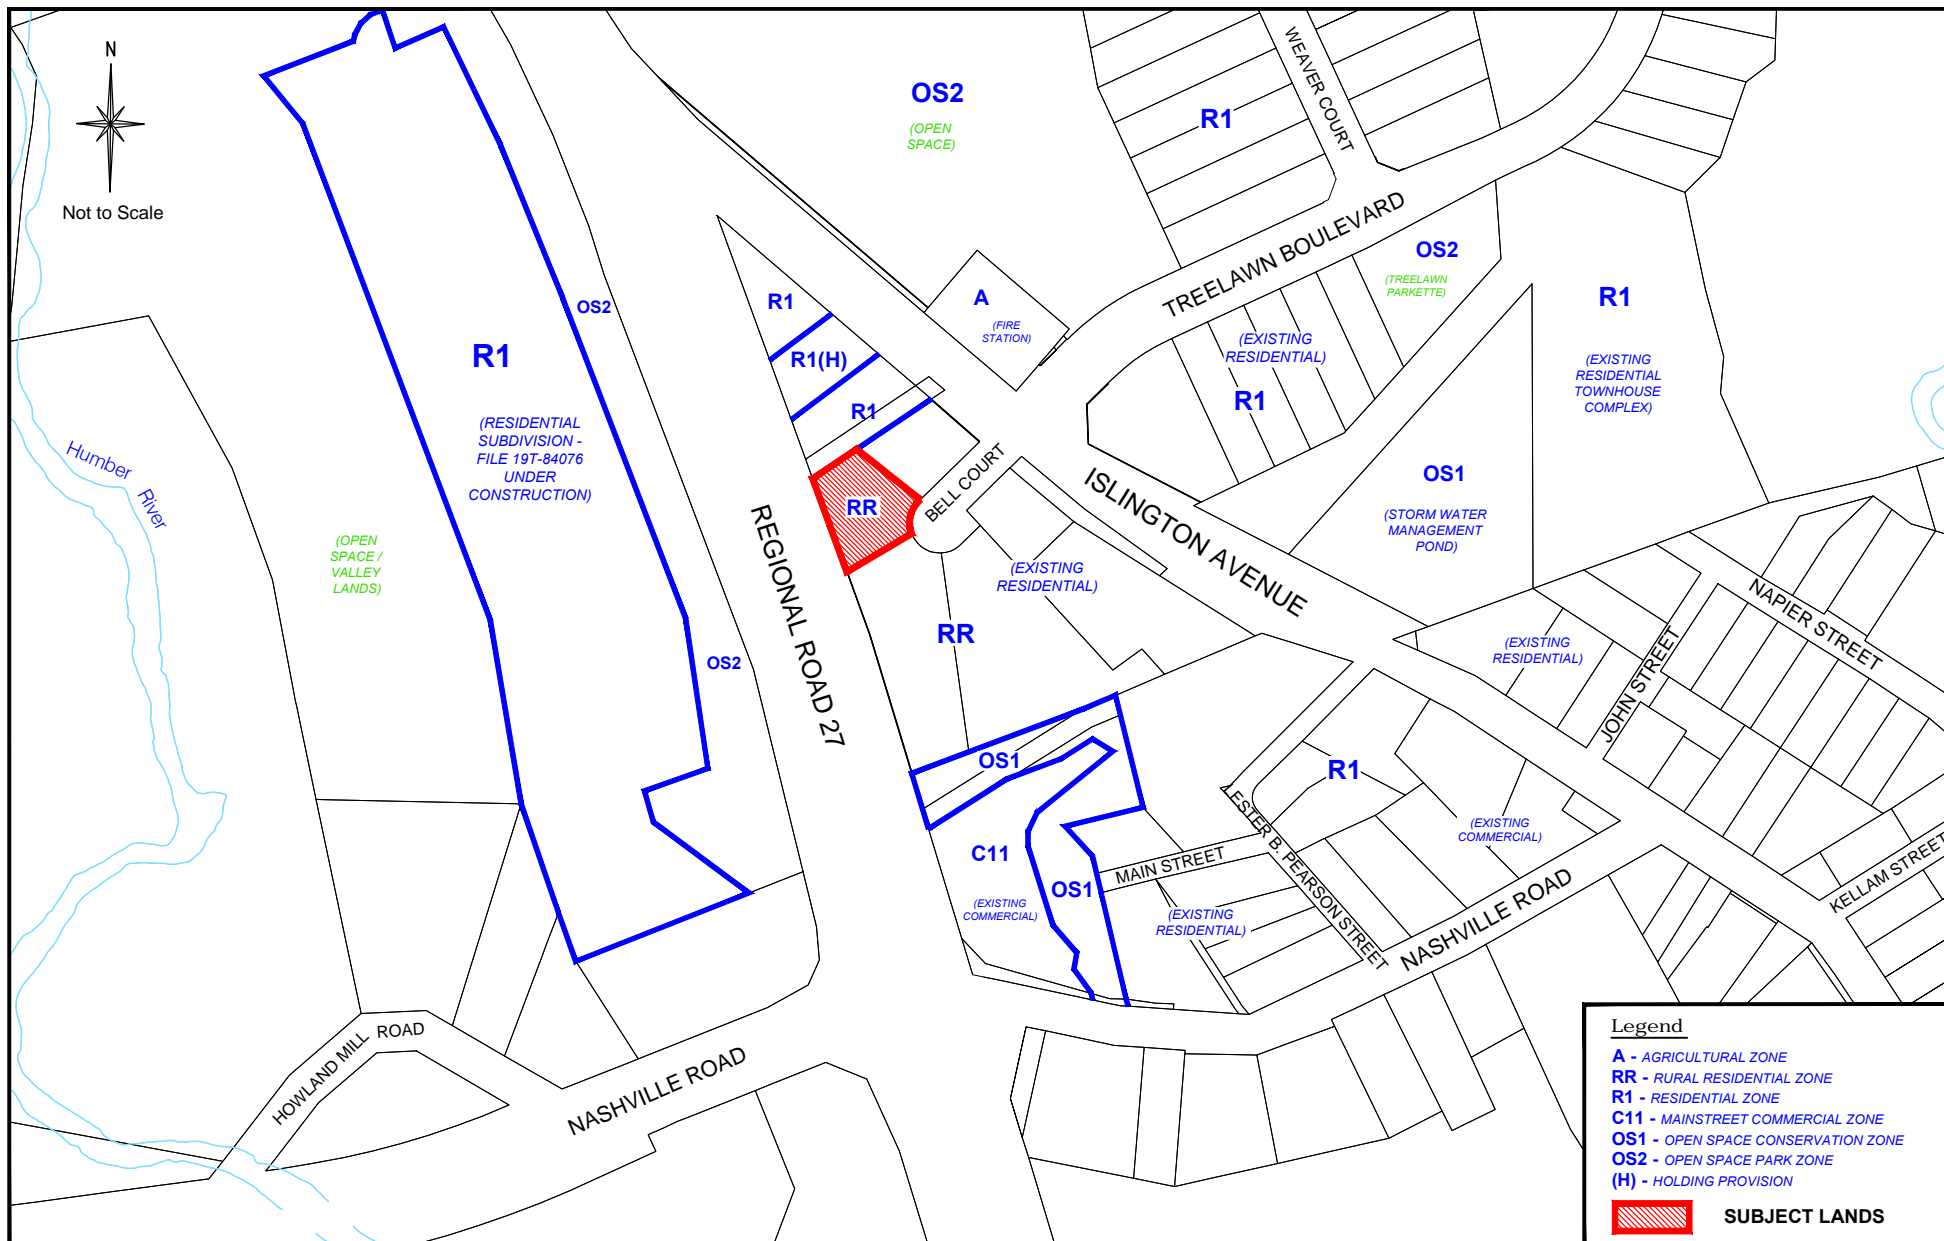 N
Not to Scale
Humber
River
OS2
(OPEN
SPACE)
WEAVER COURT
R1
TREELAWN BOULEVARD
OS2
(TREELAWN
PARKETTE)
A
(FIRE
STATION)
R1
R1(H)
R1
OS2
R1
(RESIDENTIAL
SUBDIVISION -
FILE 19T-84076
UNDER
CONSTRUCTION)
(EXISTING
RESIDENTIAL)
R1
R1
(EXISTING
RESIDENTIAL
TOWNHOUSE
COMPLEX)
RR
BELL COURT
ISLINGTON AVENUE
OS1
(STORM WATER
MANAGEMENT
POND)
(OPEN
SPACE /
VALLEY
LANDS)
REGIONAL ROAD 27
(EXISTING
RESIDENTIAL)
RR
OS2
(EXISTING
RESIDENTIAL)
NAPIER STREET
JOHN STREET
OS1
R1
C11
(EXISTING
COMMERCIAL)
OS1
MAIN STREET
(EXISTING
RESIDENTIAL)
LESTER B. PEARSON STREET
(EXISTING
COMMERCIAL)
NASHVILLE ROAD
KELLAM STREET
HOWLAND MILL ROAD
NASHVILLE ROAD
Legend
A - AGRICULTURAL ZONE
RR - RURAL RESIDENTIAL ZONE
R1 - RESIDENTIAL ZONE
C11 - MAINSTREET COMMERCIAL ZONE
OS1 - OPEN SPACE CONSERVATION ZONE
OS2 - OPEN SPACE PARK ZONE
(H) - HOLDING PROVISION
SUBJECT LANDS